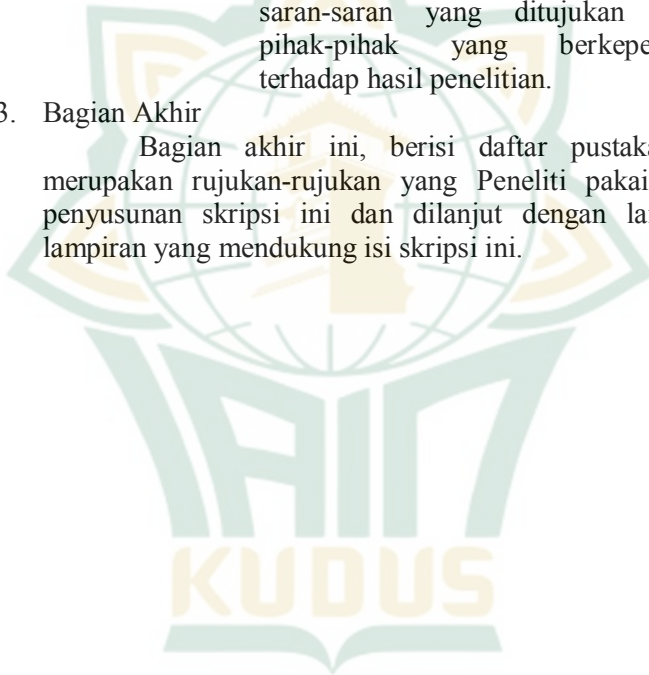 saran-saran yang ditujukan
pihak-pihak yang
terhadap hasil penelitian.
3. Bagian Akhir
Bagian akhir ini, berisi daftar pustaka
merupakan rujukan-rujukan yang Peneliti pakai
penyusunan skripsi ini dan dilanjut dengan
lampiran yang mendukung isi skripsi ini.
IAIN
KUDUS